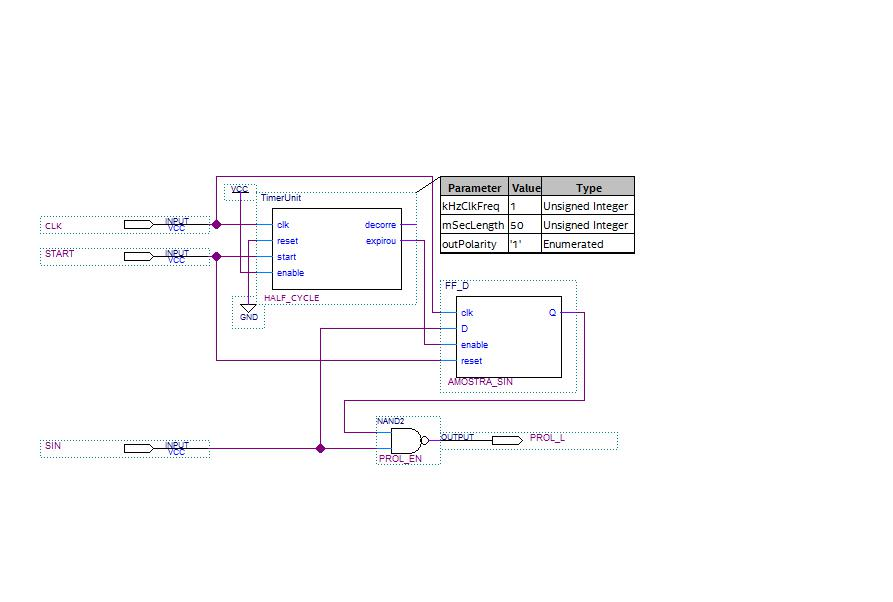 VCC
TimerUnit
Parameter Value Type
kHzClkFreq 1 Unsigned Integer
mSecLength 50 Unsigned Integer
outPolarity '1' Enumerated
CLK INPUT
VCC
clk decorre
reset expirou
START INPUT
VCC
start
enable
HALF_CYCLE
GND
FF_D
clk Q
D
enable
reset
AMOSTRA_SIN
NAND2
SIN INPUT
VCC
OUTPUT PROL_L
PROL_EN